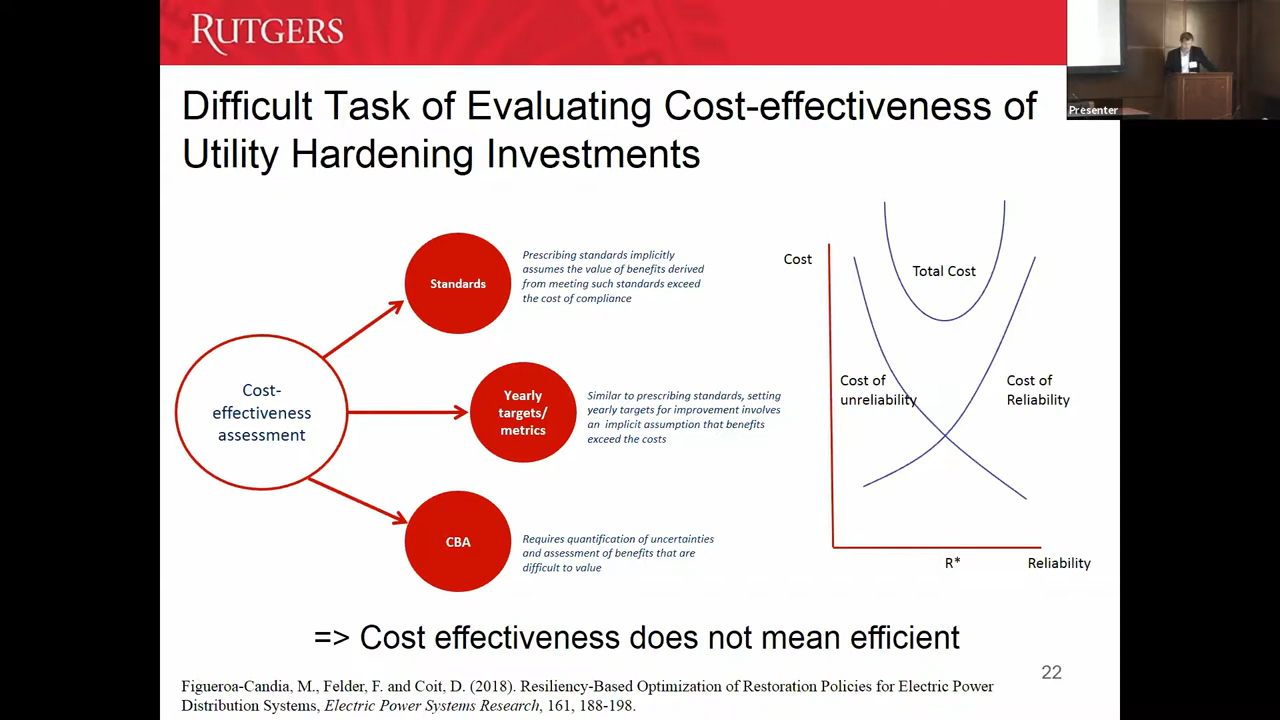 RUTGERS
Presenter
Difficult Task of Evaluating Cost-effectiveness of
Utility Hardening Investments
Cost-
effectiveness
assessment
Standards
Prescribing standards implicitly
assumes the value of benefits derived
from meeting such standards exceed
the cost of compliance
Yearly
targets/
metrics
Similar to prescribing standards, setting
yearly targets for improvement involves
an implicit assumption that benefits
exceed the costs
CBA
Requires quantification of uncertainties
and assessment of benefits that are
difficult to value
Cost
Total Cost
Cost of
unreliability
Cost of
Reliability
R*
Reliability
=> Cost effectiveness does not mean efficient
22
Figueroa-Candia, M., Felder, F. and Coit, D. (2018). Resiliency-Based Optimization of Restoration Policies for Electric Power
Distribution Systems, Electric Power Systems Research, 161, 188-198.